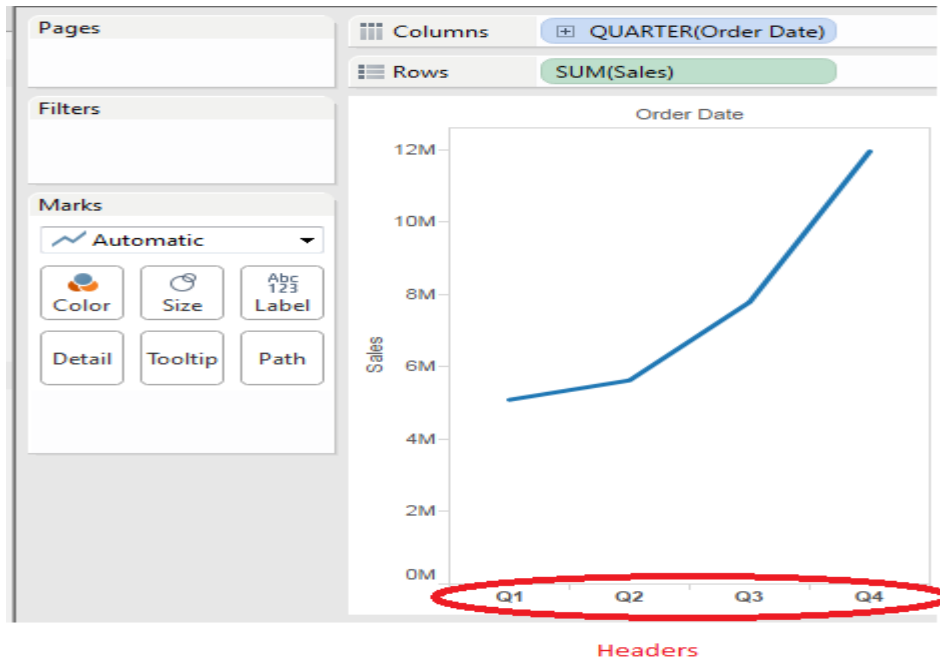 Pages
Columns
QUARTER(Order Date)
Rows
SUM(Sales)
Filters
Marks
Automatic
Color
Size
Abc
123
Label
Detail
Tooltip
Path
Order Date
Sales
12M
10M
8M
6M
4M
2M
0M
Q1 Q2 Q3 Q4
Headers